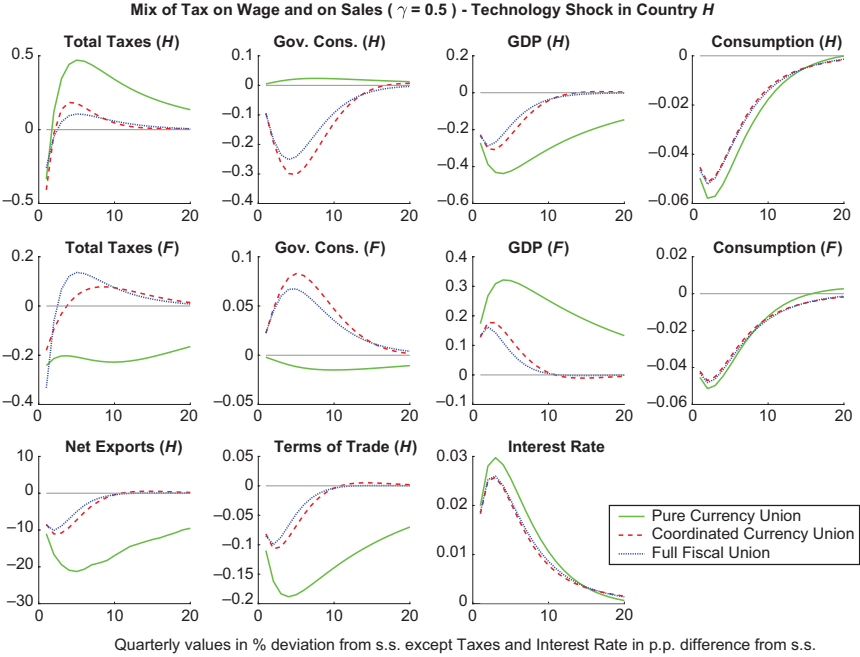 Mix of Tax on Wage and on Sales ( γ = 0.5 ) - Technology Shock in Country H
Total Taxes (H) Gov. Cons. (H) GDP (H) Consumption (H)
0.5 0.1 0.2 0
0 0 0 −0.02
−0.1 −0.2
−0.2 −0.4 −0.04
−0.3
−0.5 −0.4 −0.6 −0.06
0 10 20 0 10 20 0 10 20 0 10 20
Total Taxes (F) Gov. Cons. (F) GDP (F) Consumption (F)
0.2 0.1 0.4 0.02
0.3
0 0.05 0.2 0
−0.02
0.1
−0.2 0 0 −0.04
−0.4 0.05 0.1 −0.06
0 10 20 0 10 20 0 10 20 0 10 20
Net Exports (H) Terms of Trade (H) Interest Rate
10 0.05 0.03
0 0
−0.05 0.02
−10
−0.1
0.01
−20 −0.15
−30 −0.2 0
0 10 20 0 10 20 0 10 20
Pure Currency Union
Coordinated Currency Union
Full Fiscal Union
Quarterly values in % deviation from s.s. except Taxes and Interest Rate in p.p. difference from s.s.